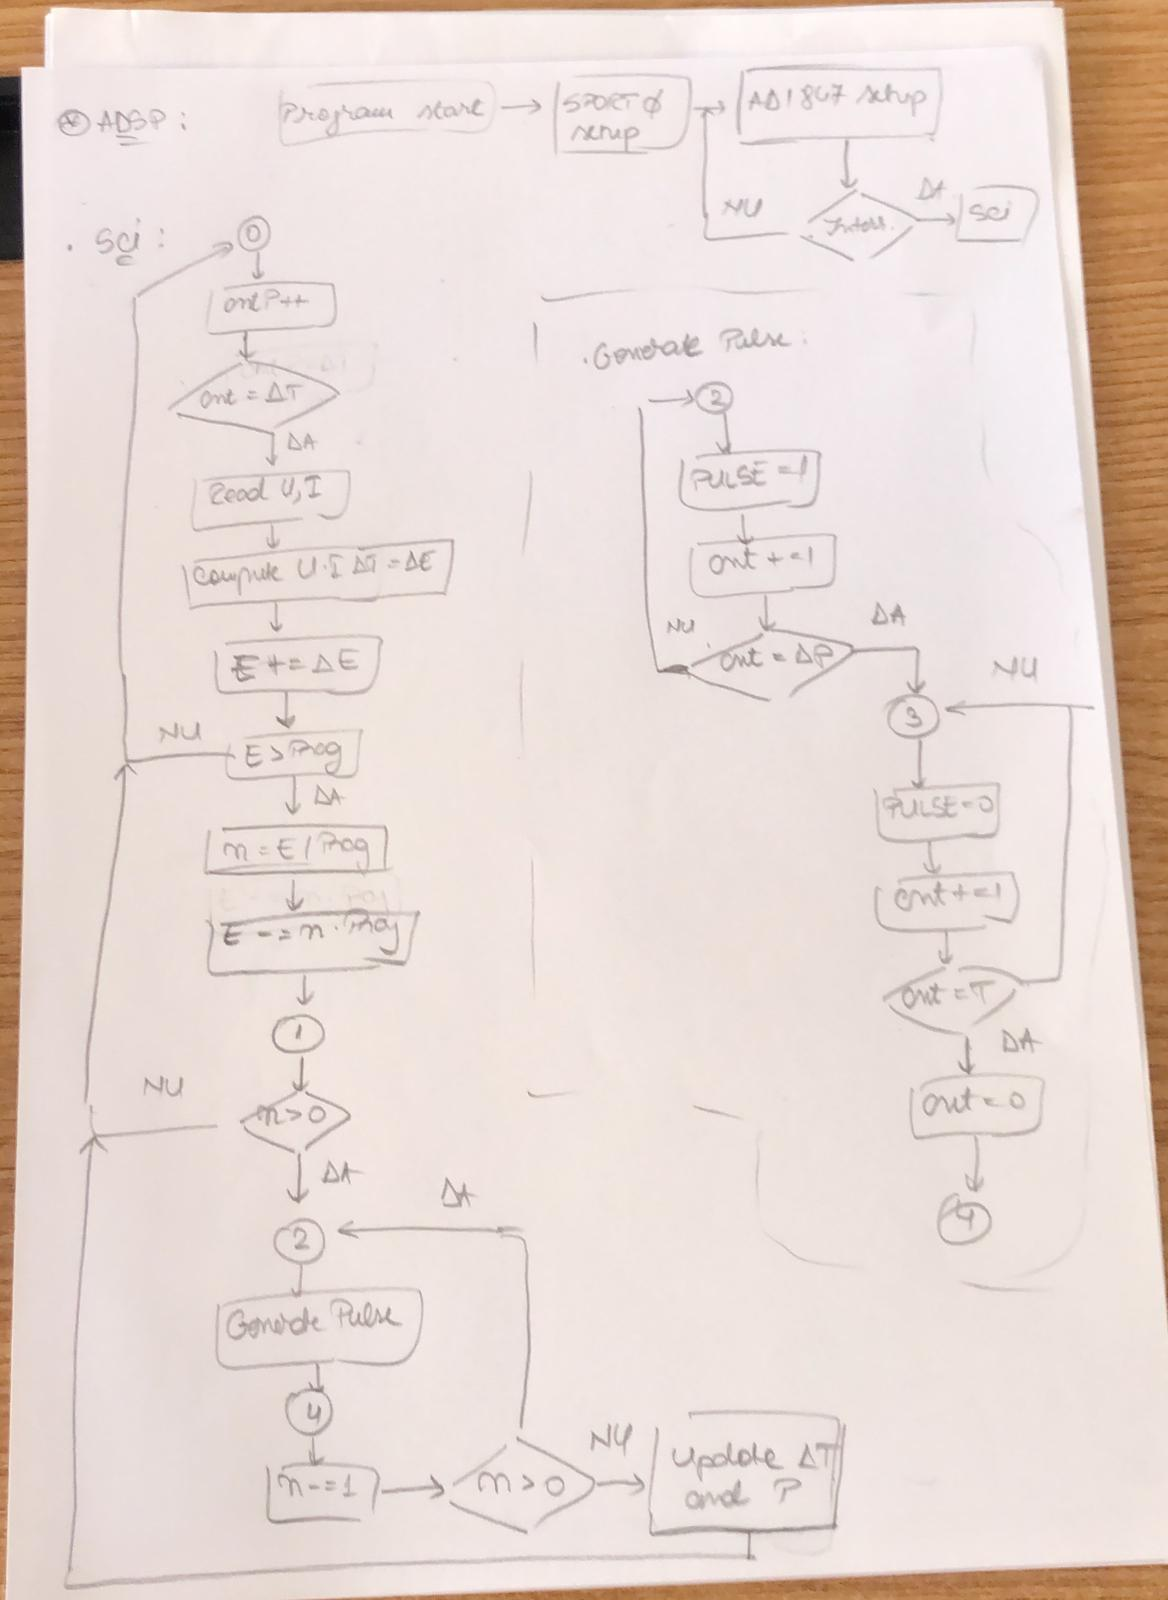 ADSP:
Program start
SPORTØ
setup
AD1847 setup
NU
DA
sci
. Sci :
0
cntP++
cnt = ΔT
DA
Read U,I
Compute U·I ΔT = ΔE
E += ΔE
NU
E > Prag
DA
n = E / Prag
E -= n · Prag
1
NU
n > 0
DA
DA
2
Generate Pulse
4
n -= 1
n > 0
NU
Update ΔT
and P
. Generate Pulse :
2
PULSE = 1
cnt += 1
NU
DA
cnt = ΔP
NU
3
PULSE = 0
cnt += 1
cnt = T
DA
cnt = 0
4